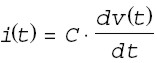 i(t) = C · dv(t)/dt